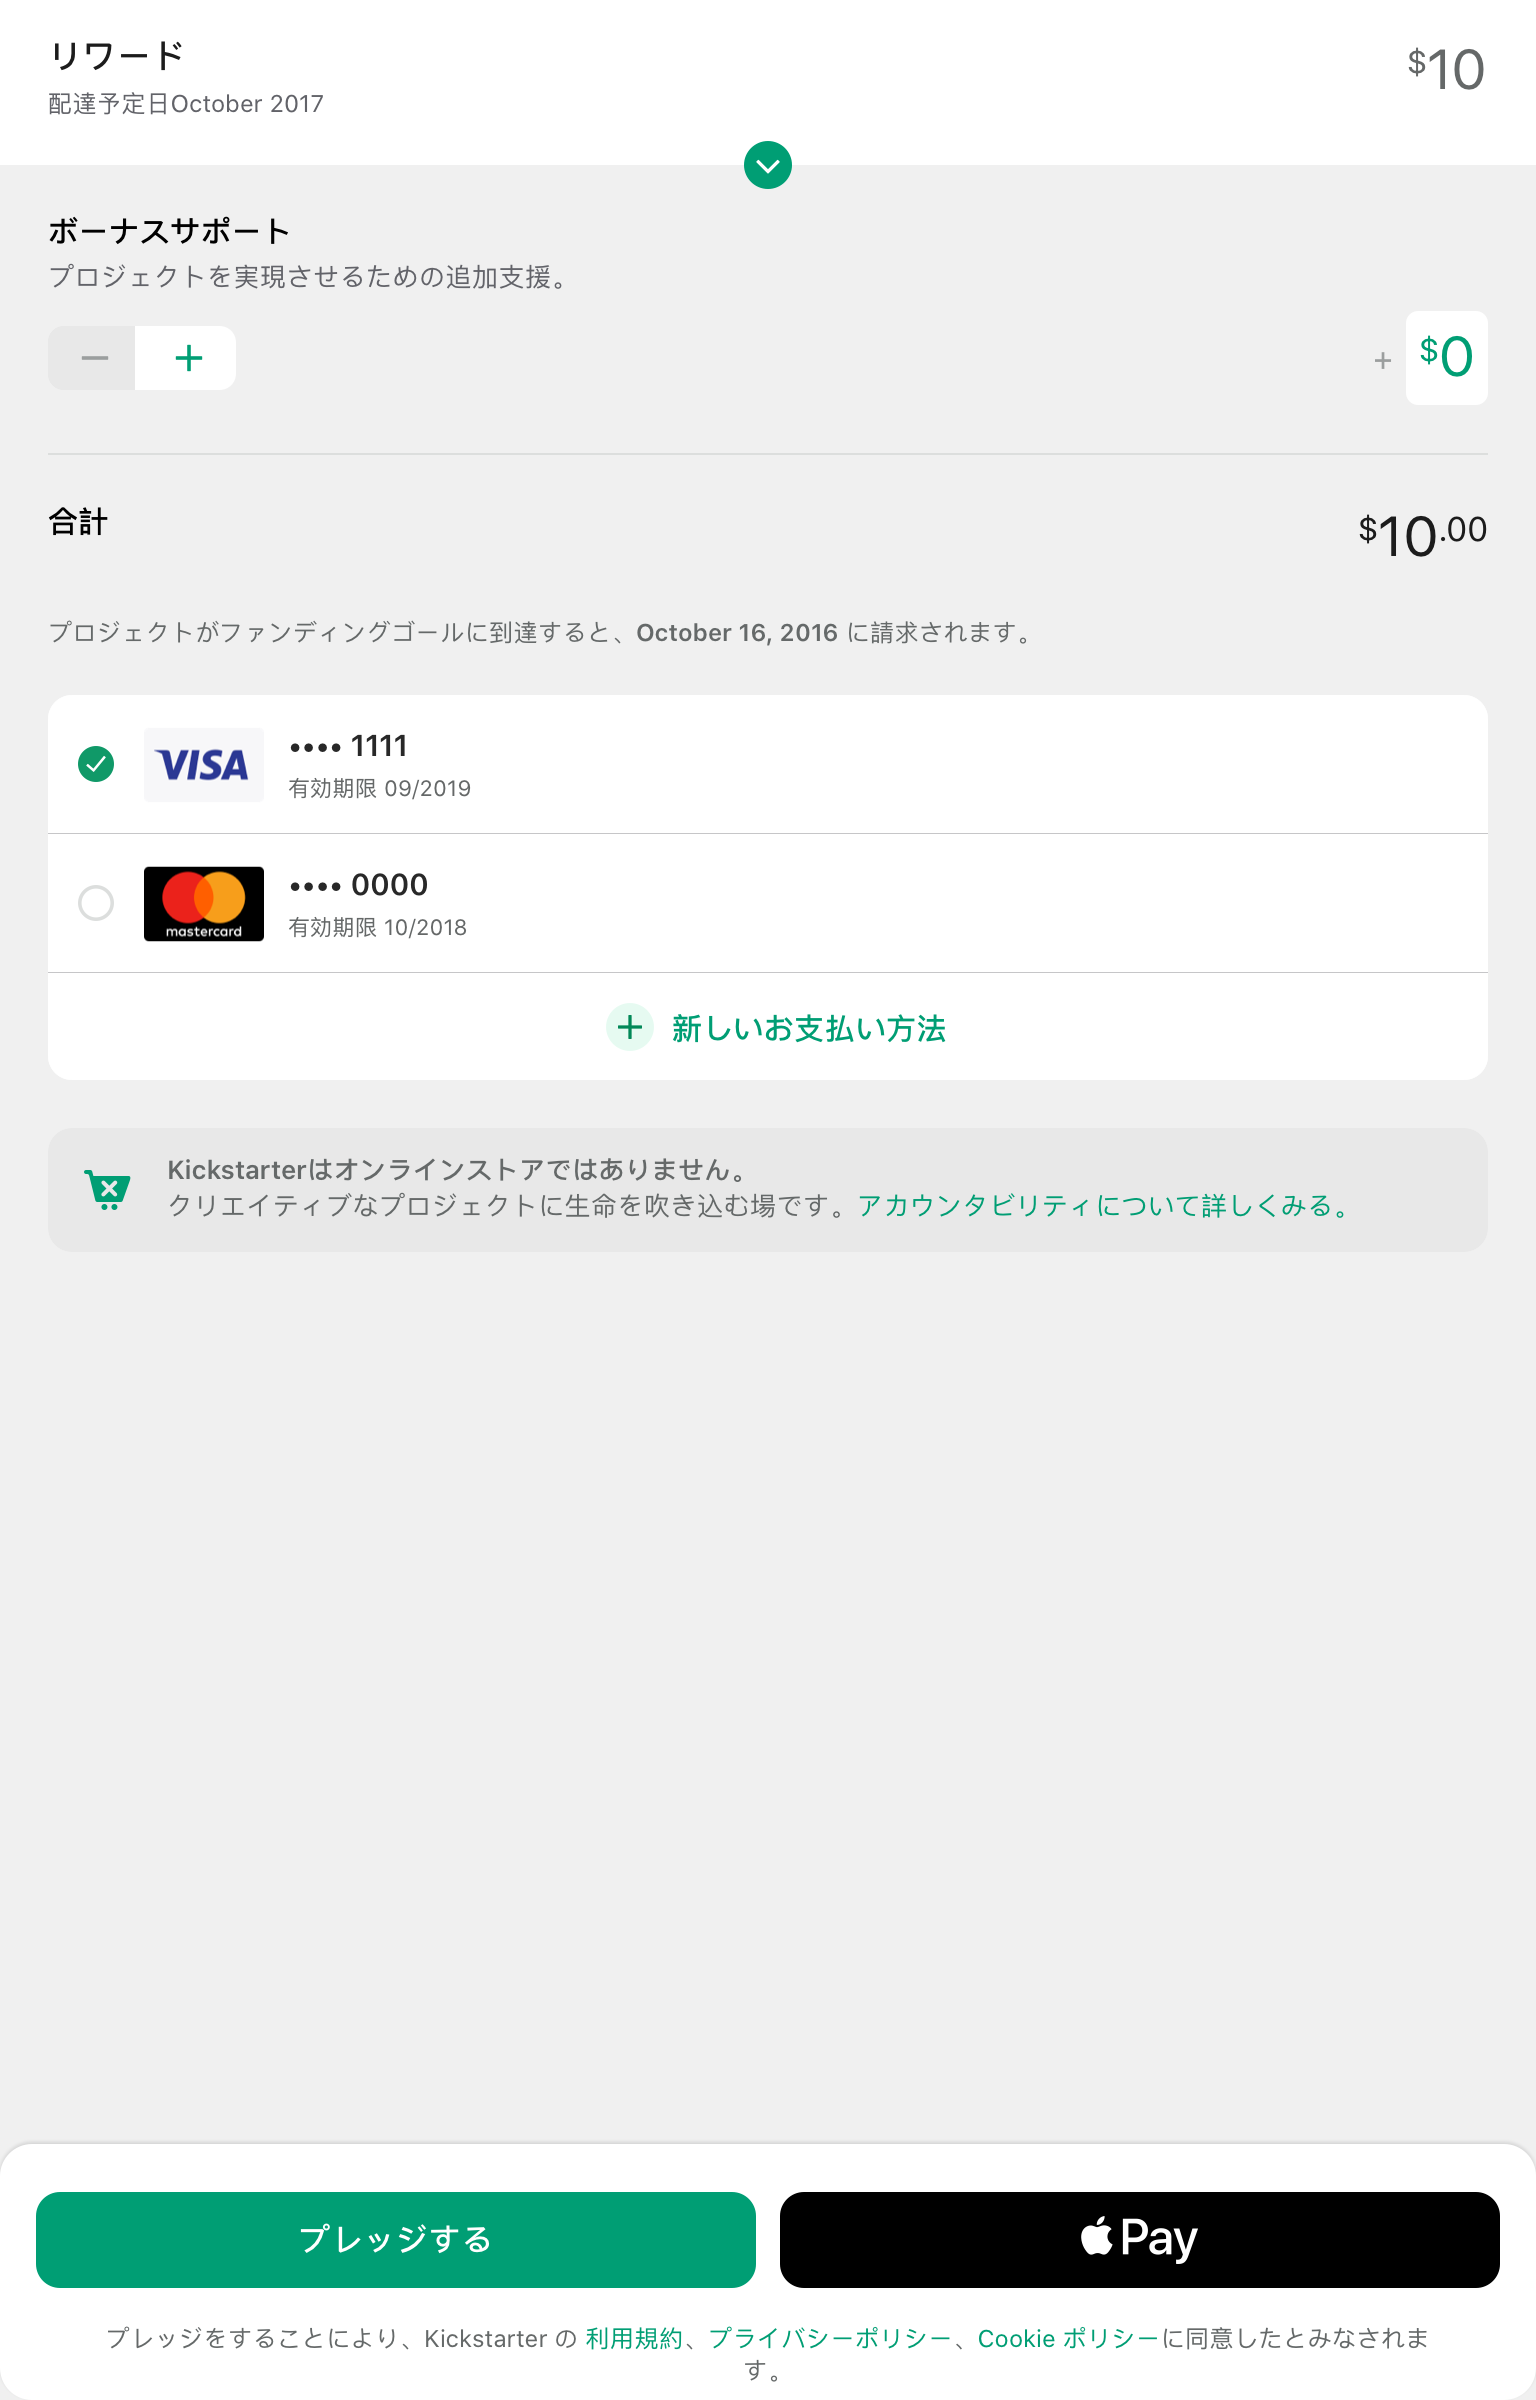 リワード
$10
配達予定日October 2017
ボーナスサポート
プロジェクトを実現させるための追加支援。
− +
+ $0
合計
$10.00
プロジェクトがファンディングゴールに到達すると、October 16, 2016 に請求されます。
VISA
•••• 1111
有効期限 09/2019
mastercard
•••• 0000
有効期限 10/2018
+ 新しいお支払い方法
Kickstarterはオンラインストアではありません。
クリエイティブなプロジェクトに生命を吹き込む場です。アカウンタビリティについて詳しくみる。
プレッジする
Pay
プレッジをすることにより、Kickstarter の 利用規約、プライバシーポリシー、Cookie ポリシーに同意したとみなされま
す。